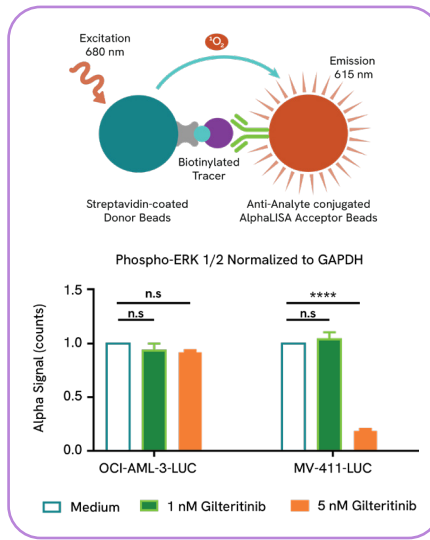 Excitation
680 nm
¹O₂
Emission
615 nm
Biotinylated
Tracer
Streptavidin-coated
Donor Beads
Anti-Analyte conjugated
AlphaLISA Acceptor Beads
Phospho-ERK 1/2 Normalized to GAPDH
Alpha Signal (counts)
1.5
1.0
0.5
0.0
n.s
n.s
****
n.s
OCI-AML-3-LUC
MV-411-LUC
Medium
1 nM Gilteritinib
5 nM Gilteritinib